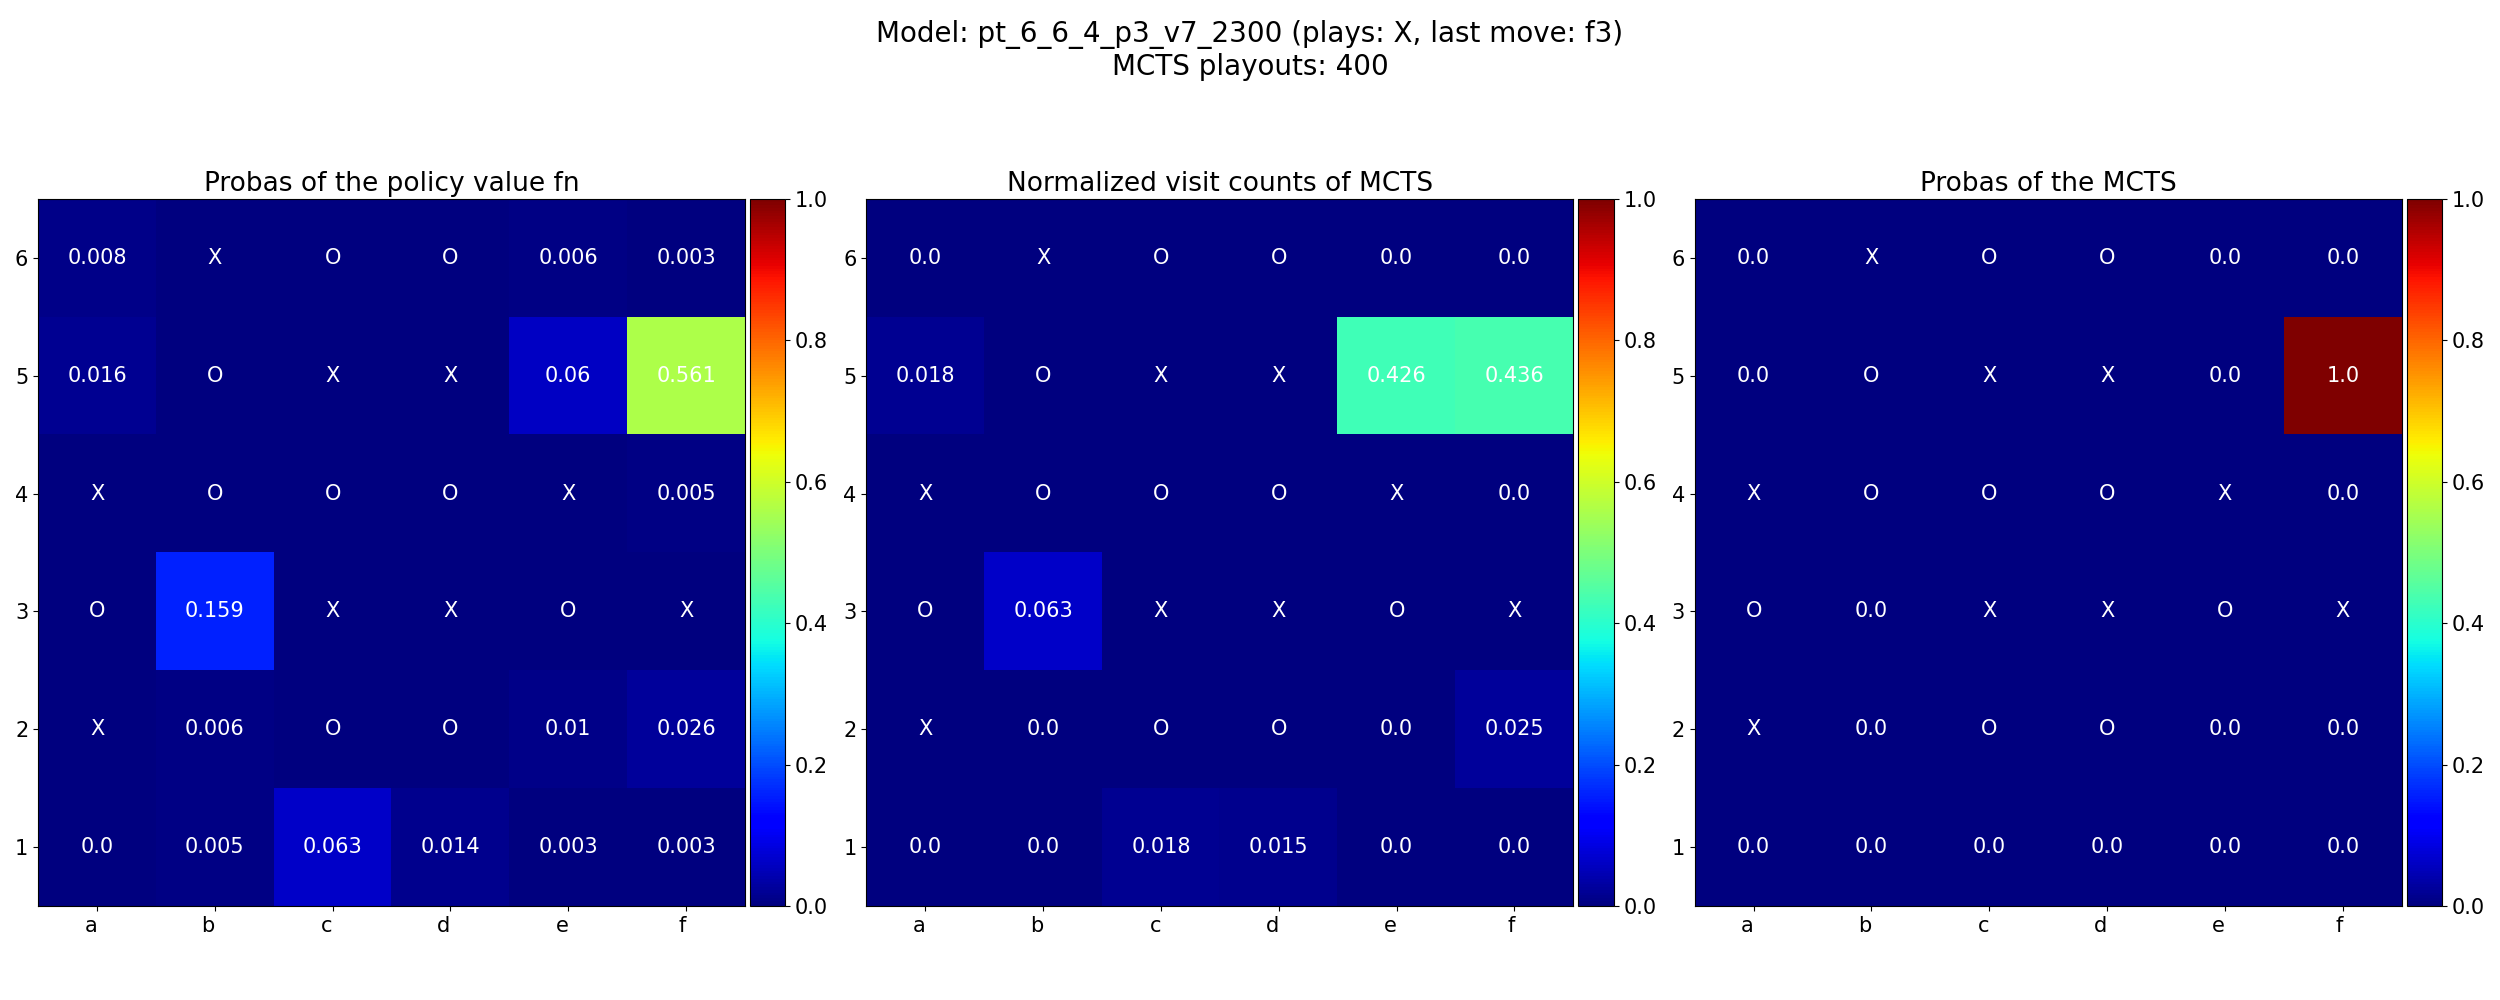 Model: pt_6_6_4_p3_v7_2300 (plays: X, last move: f3)
MCTS playouts: 400
Probas of the policy value fn
6 0.008 X O O 0.006 0.003
5 0.016 O X X 0.06 0.561
4 X O O O X 0.005
3 O 0.159 X X O X
2 X 0.006 O O 0.01 0.026
1 0.0 0.005 0.063 0.014 0.003 0.003
a b c d e f
1.0
0.8
0.6
0.4
0.2
0.0
Normalized visit counts of MCTS
6 0.0 X O O 0.0 0.0
5 0.018 O X X 0.426 0.436
4 X O O O X 0.0
3 O 0.063 X X O X
2 X 0.0 O O 0.0 0.025
1 0.0 0.0 0.018 0.015 0.0 0.0
a b c d e f
1.0
0.8
0.6
0.4
0.2
0.0
Probas of the MCTS
6 0.0 X O O 0.0 0.0
5 0.0 O X X 0.0 1.0
4 X O O O X 0.0
3 O 0.0 X X O X
2 X 0.0 O O 0.0 0.0
1 0.0 0.0 0.0 0.0 0.0 0.0
a b c d e f
1.0
0.8
0.6
0.4
0.2
0.0